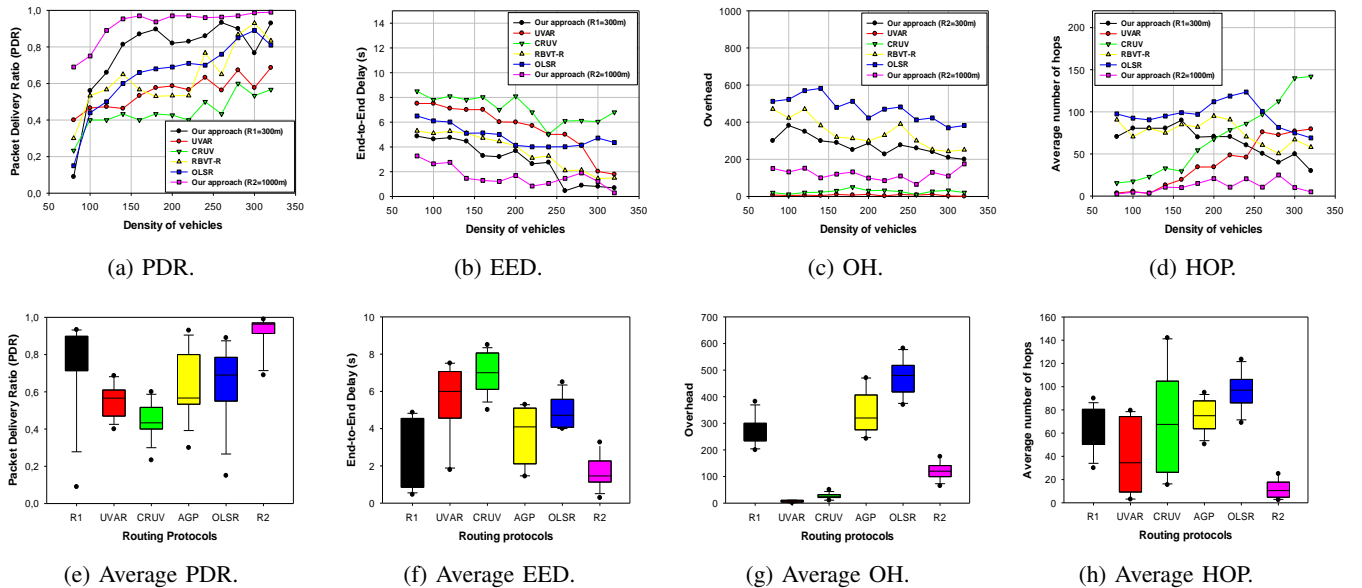 Packet Delivery Ratio (PDR)
1,0
0,8
0,6
0,4
0,2
0,0
50 100 150 200 250 300 350
Density of vehicles
Our approach (R1=300m)
UVAR
CRUV
RBVT-R
OLSR
Our approach (R2=1000m)
(a) PDR.
End-to-End Delay (s)
14
12
10
8
6
4
2
0
50 100 150 200 250 300 350
Density of vehicles
Our approach (R1=300m)
UVAR
CRUV
RBVT-R
OLSR
Our approach (R2=1000m)
(b) EED.
Overhead
1000
800
600
400
200
0
50 100 150 200 250 300 350
Density of vehicles
Our approach (R2=300m)
UVAR
CRUV
RBVT-R
OLSR
Our approach (R2=1000m)
(c) OH.
Average number of hops
200
150
100
50
0
50 100 150 200 250 300 350
Density of vehicles
Our approach (R1=300m)
UVAR
CRUV
RBVT-R
OLSR
Our approach (R2=1000m)
(d) HOP.
Packet Delivery Ratio (PDR)
1,0
0,8
0,6
0,4
0,2
0,0
R1 UVAR CRUV AGP OLSR R2
Routing Protocols
(e) Average PDR.
End-to-End Delay (s)
10
8
6
4
2
0
R1 UVAR CRUV AGP OLSR R2
Routing Protocols
(f) Average EED.
Overhead
700
600
500
400
300
200
100
0
R1 UVAR CRUV AGP OLSR R2
Routing Protocols
(g) Average OH.
Average number of hops
160
140
120
100
80
60
40
20
0
R1 UVAR CRUV AGP OLSR R2
Routing protocols
(h) Average HOP.